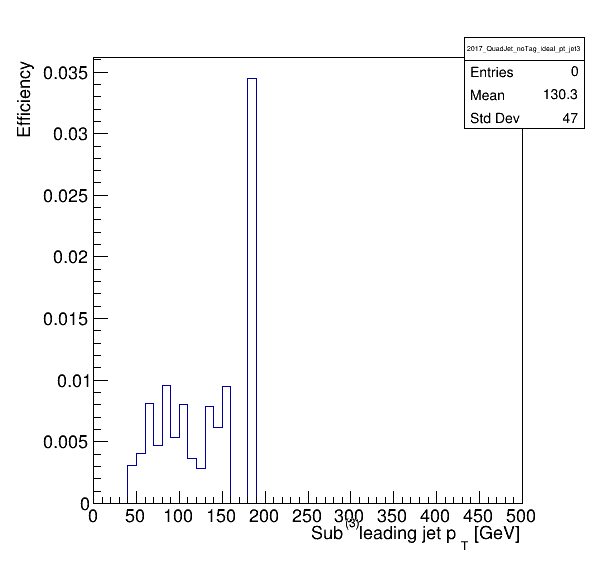 2017_QuadJet_noTag_ideal_pt_jet3
Entries 0
Mean 130.3
Std Dev 47
Efficiency
0.035
0.03
0.025
0.02
0.015
0.01
0.005
0
0 50 100 150 200 250 300 350 400 450 500
Sub(3)leading jet p T [GeV]